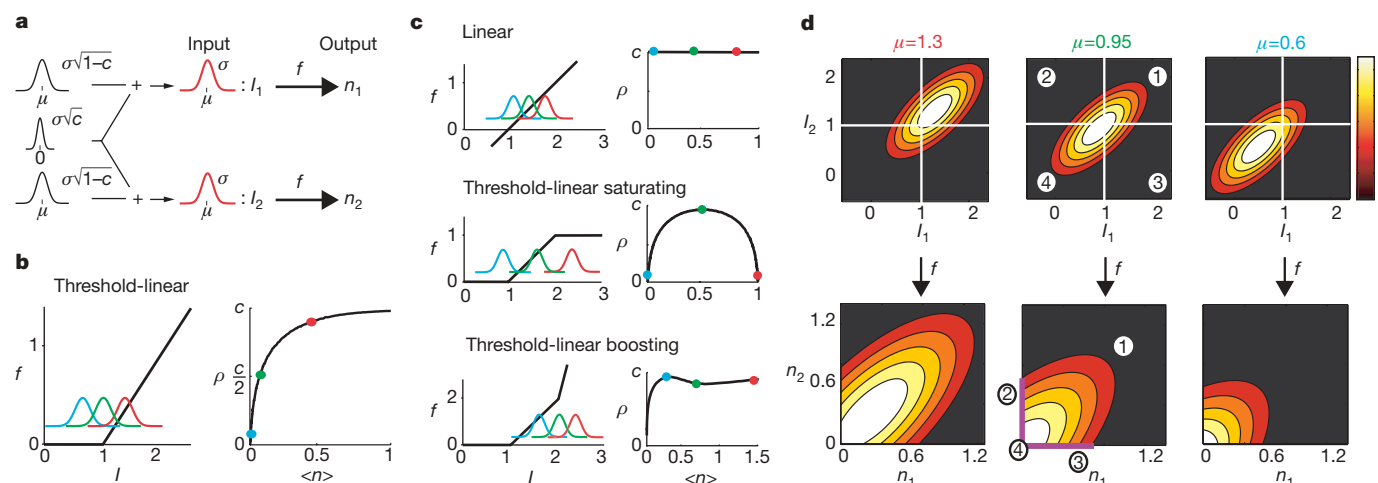 a
Input Output
σ√1−c σ f
μ + μ : I₁ n₁
σ√c
0
σ√1−c σ f
μ + μ : I₂ n₂
b
Threshold-linear
1
f
0
0 1 2
I
c
ρ c/2
0
0 0.5 1
<n>
c
Linear
1
f
0
0 1 2 3
c
ρ
0
0 0.5 1
Threshold-linear saturating
1
f
0
0 1 2 3
c
ρ
0
0 0.5 1
Threshold-linear boosting
1
f
0
0 1 2 3
I
c
ρ
0
0 0.5 1 1.5
<n>
d
μ=1.3 μ=0.95 μ=0.6
2
I₂ 1
0
0 1 2
I₁
2 1
4 3
0 1 2
I₁
0 1 2
I₁
f f f
1.2
n₂ 0.6
0
0 0.6 1.2
n₁
1
2
4 3
n₁ 1.2
0 0.6 1.2
n₁